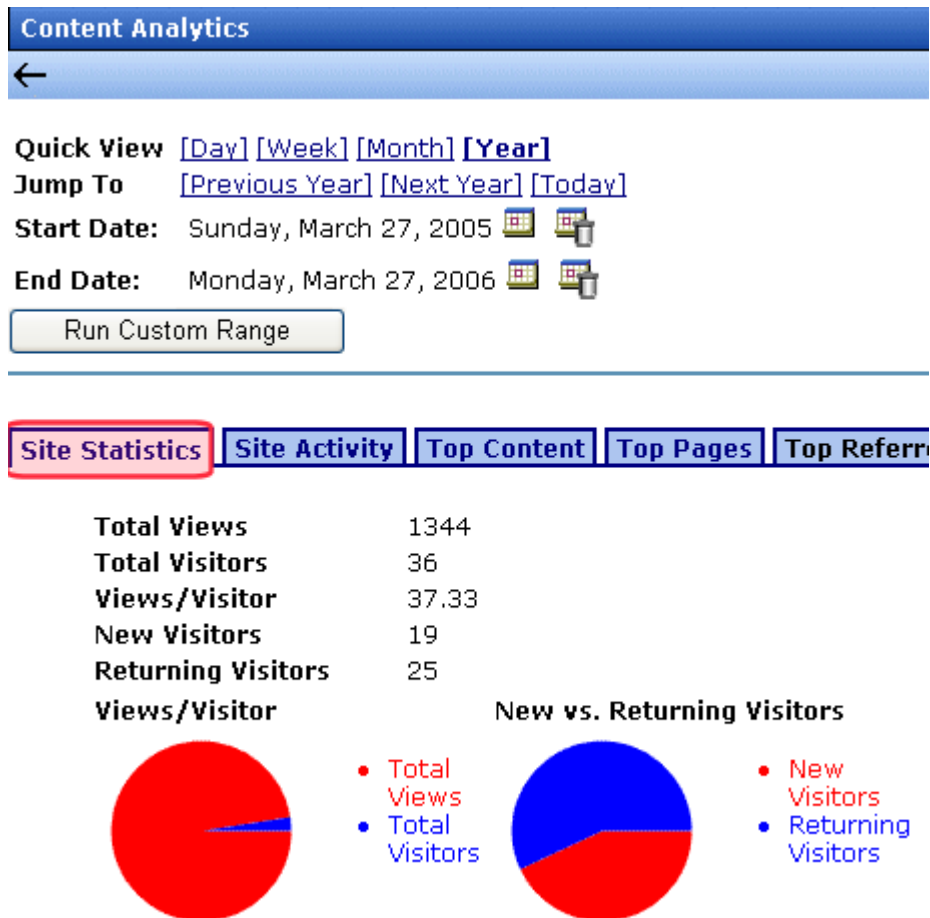 Content Analytics
Quick View [Day] [Week] [Month] [Year]
Jump To [Previous Year] [Next Year] [Today]
Start Date: Sunday, March 27, 2005
End Date: Monday, March 27, 2006
Run Custom Range
Site Statistics Site Activity Top Content Top Pages Top Referr
Total Views 1344
Total Visitors 36
Views/Visitor 37.33
New Visitors 19
Returning Visitors 25
Views/Visitor New vs. Returning Visitors
Total Views
Total Visitors
New Visitors
Returning Visitors